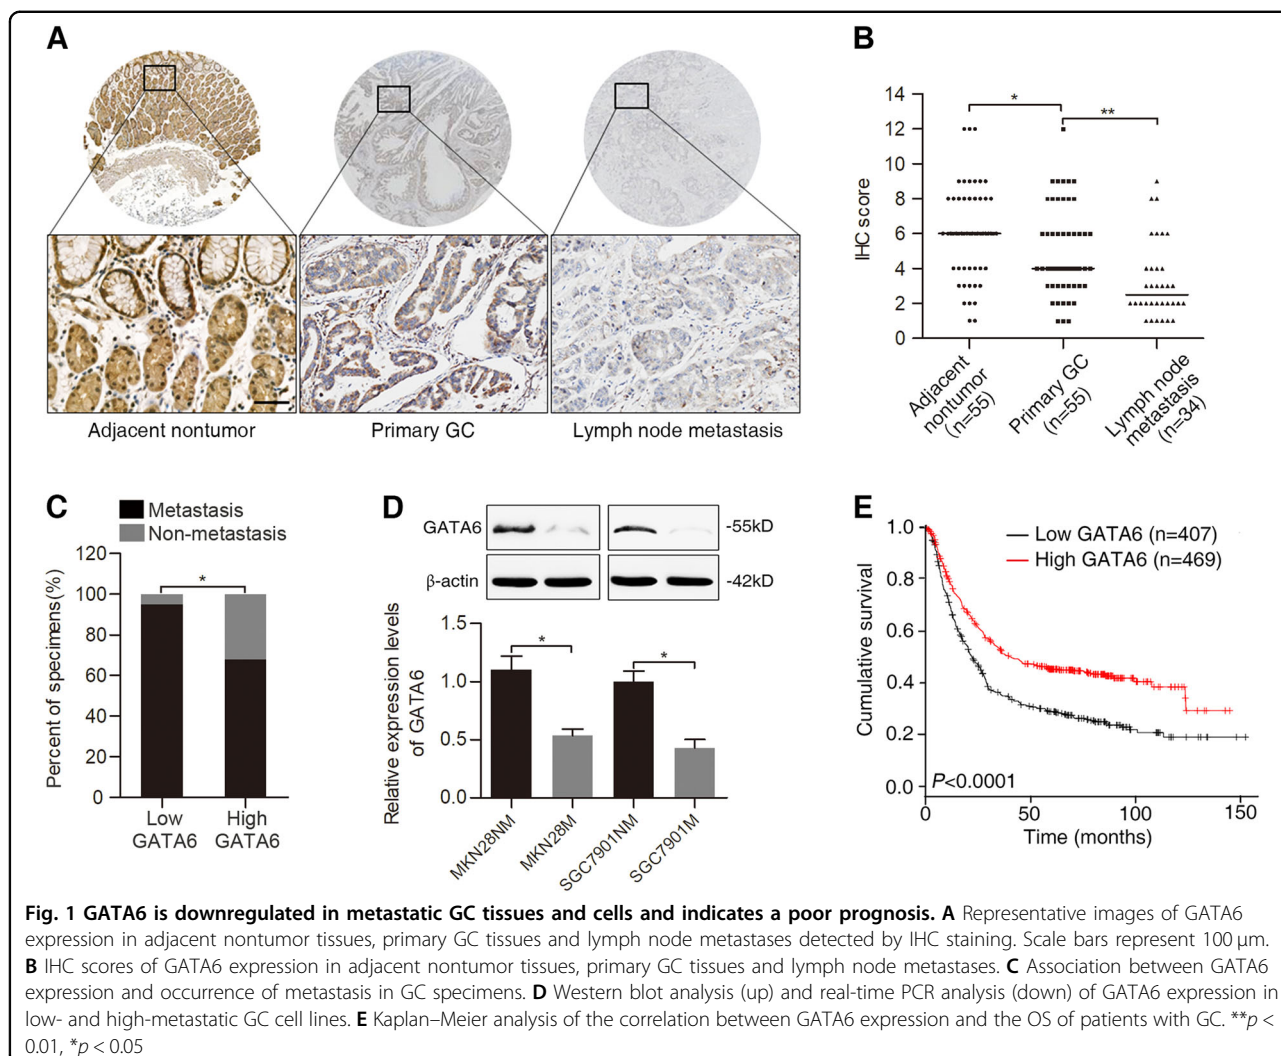 A
Adjacent nontumor
Primary GC
Lymph node metastasis
B
IHC score
14
12
10
8
6
4
2
0
*
**
Adjacent
nontumor
(n=55)
Primary GC
(n=55)
Lymph node
metastasis
(n=34)
C
Metastasis
Non-metastasis
Percent of specimens(%)
120
100
80
60
40
20
0
*
Low
GATA6
High
GATA6
D
GATA6
-55kD
β-actin
-42kD
Relative expression levels
of GATA6
1.5
1.0
0.5
0.0
*
*
MKN28NM
MKN28M
SGC7901NM
SGC7901M
E
Cumulative survival
1.0
0.8
0.6
0.4
0.2
0.0
Low GATA6 (n=407)
High GATA6 (n=469)
P<0.0001
0
50
100
150
Time (months)
Fig. 1 GATA6 is downregulated in metastatic GC tissues and cells and indicates a poor prognosis. A Representative images of GATA6
expression in adjacent nontumor tissues, primary GC tissues and lymph node metastases detected by IHC staining. Scale bars represent 100 μm.
B IHC scores of GATA6 expression in adjacent nontumor tissues, primary GC tissues and lymph node metastases. C Association between GATA6
expression and occurrence of metastasis in GC specimens. D Western blot analysis (up) and real-time PCR analysis (down) of GATA6 expression in
low- and high-metastatic GC cell lines. E Kaplan–Meier analysis of the correlation between GATA6 expression and the OS of patients with GC. **p <
0.01, *p < 0.05